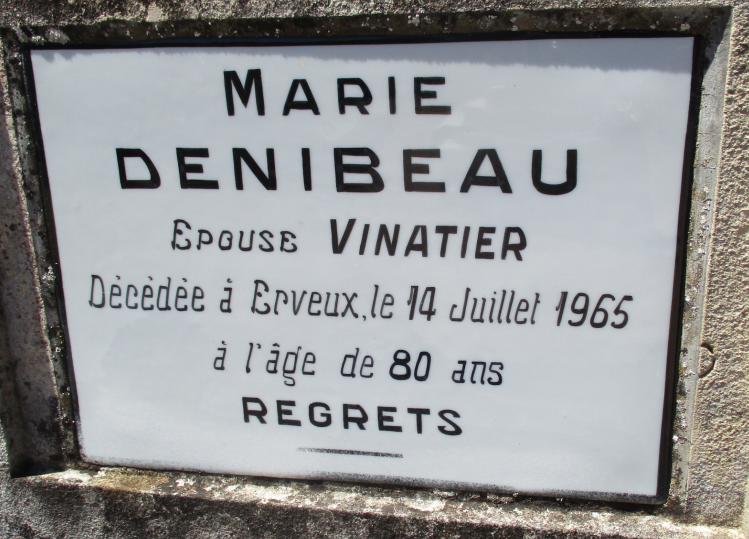 MARIE
DENIBEAU
EPOUSE VINATIER
Décédée à Erveux, le 14 Juillet 1965
à l'âge de 80 ans
REGRETS